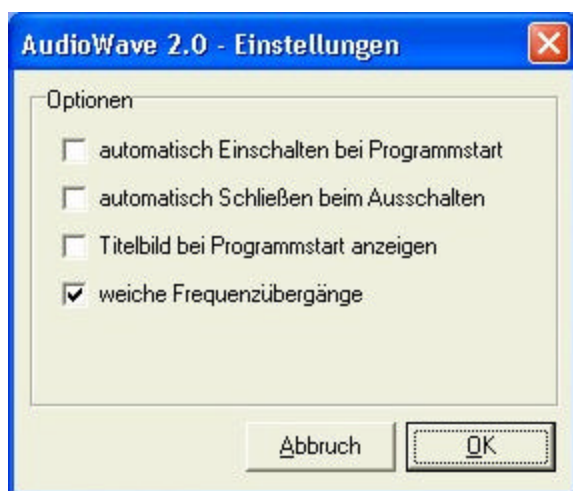 AudioWave 2.0 - Einstellungen
Optionen
automatisch Einschalten bei Programmstart
automatisch Schließen beim Ausschalten
Titelbild bei Programmstart anzeigen
weiche Frequenzübergänge
Abbruch OK